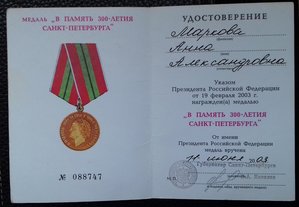 МЕДАЛЬ „В ПАМЯТЬ 300-ЛЕТИЯ
САНКТ-ПЕТЕРБУРГА"
№ 088747
УДОСТОВЕРЕНИЕ
Маркова
Анна
Александровна
Указом
Президента Российской Федерации
от 19 февраля 2003 г.
награжден(а) медалью
"В ПАМЯТЬ 300-ЛЕТИЯ
САНКТ-ПЕТЕРБУРГА"
От имени
Президента Российской Федерации
медаль вручена
июня
Губернатор Санкт-Петербурга
В. Яковлев
М.П.